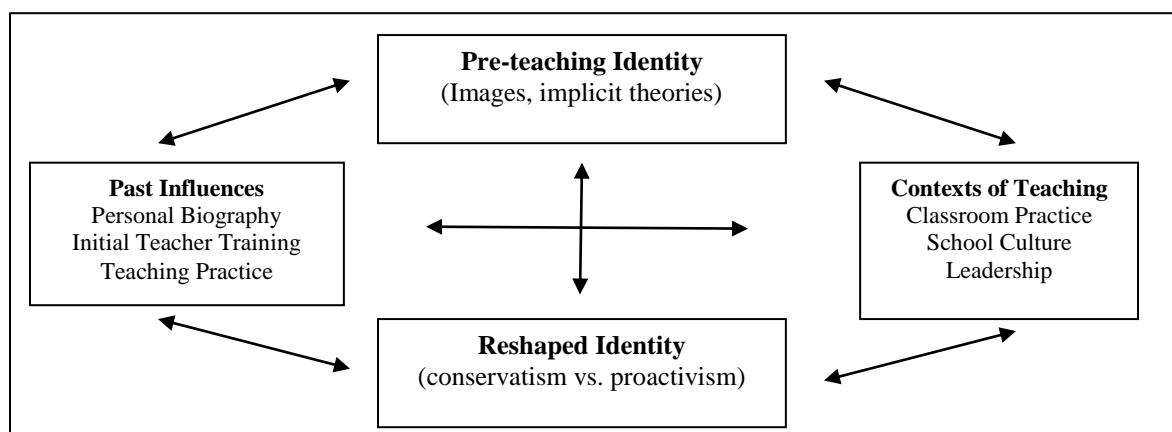 Pre-teaching Identity
(Images, implicit theories)
Past Influences
Personal Biography
Initial Teacher Training
Teaching Practice
Contexts of Teaching
Classroom Practice
School Culture
Leadership
Reshaped Identity
(conservatism vs. proactivism)